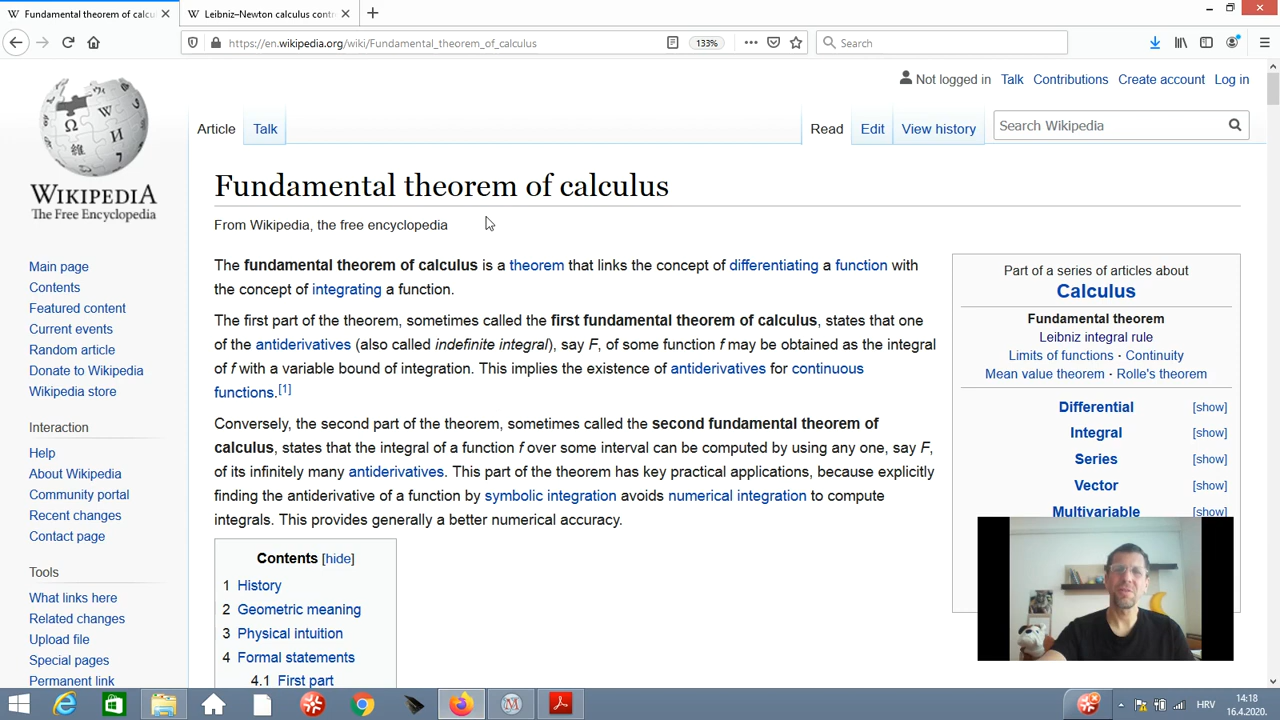 Fundamental theorem of calcu
Leibniz–Newton calculus contr
https://en.wikipedia.org/wiki/Fundamental_theorem_of_calculus
133%
Search
Not logged in Talk Contributions Create account Log in
Article Talk
Read Edit View history
Search Wikipedia
WIKIPEDIA
The Free Encyclopedia
Main page
Contents
Featured content
Current events
Random article
Donate to Wikipedia
Wikipedia store
Interaction
Help
About Wikipedia
Community portal
Recent changes
Contact page
Tools
What links here
Related changes
Upload file
Special pages
Permanent link
Fundamental theorem of calculus
From Wikipedia, the free encyclopedia
The fundamental theorem of calculus is a theorem that links the concept of differentiating a function with
the concept of integrating a function.
The first part of the theorem, sometimes called the first fundamental theorem of calculus, states that one
of the antiderivatives (also called indefinite integral), say F, of some function f may be obtained as the integral
of f with a variable bound of integration. This implies the existence of antiderivatives for continuous
functions.[1]
Conversely, the second part of the theorem, sometimes called the second fundamental theorem of
calculus, states that the integral of a function f over some interval can be computed by using any one, say F,
of its infinitely many antiderivatives. This part of the theorem has key practical applications, because explicitly
finding the antiderivative of a function by symbolic integration avoids numerical integration to compute
integrals. This provides generally a better numerical accuracy.
Contents [hide]
1 History
2 Geometric meaning
3 Physical intuition
4 Formal statements
4.1 First part
Part of a series of articles about
Calculus
Fundamental theorem
Leibniz integral rule
Limits of functions · Continuity
Mean value theorem · Rolle's theorem
Differential [show]
Integral [show]
Series [show]
Vector [show]
Multivariable [show]
HRV
14:18
16.4.2020.